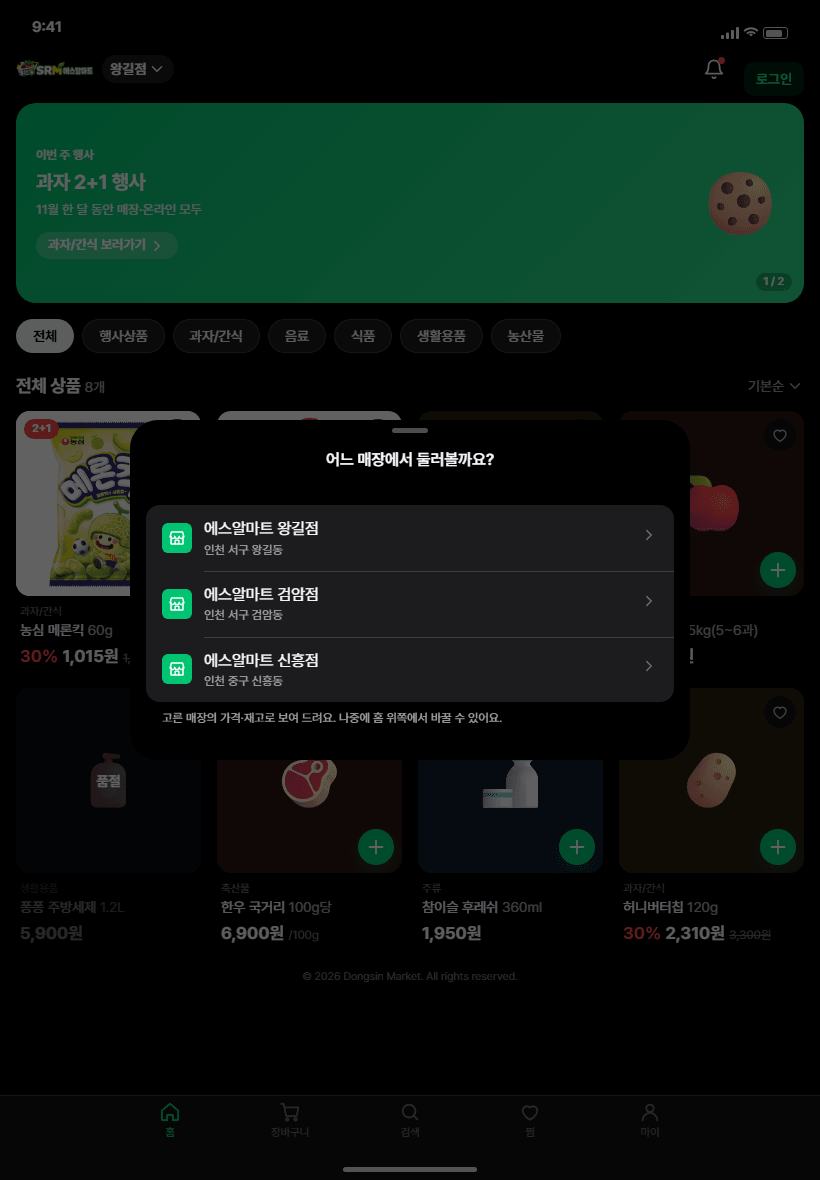 9:41
SRM에스알마트
왕길점
로그인
이번 주 행사
과자 2+1 행사
11월 한 달 동안 매장·온라인 모두
과자/간식 보러가기
1 / 2
전체
행사상품
과자/간식
음료
식품
생활용품
농산물
전체 상품 8개
기본순
2+1
농심
메론킥
어느 매장에서 둘러볼까요?
에스알마트 왕길점
인천 서구 왕길동
에스알마트 검암점
인천 서구 검암동
에스알마트 신흥점
인천 중구 신흥동
고른 매장의 가격·재고로 보여 드려요. 나중에 홈 위쪽에서 바꿀 수 있어요.
과자/간식
농심 메론킥 60g
30% 1,015원
5kg(5~6과)
품절
생활용품
퐁퐁 주방세제 1.2L
5,900원
축산물
한우 국거리 100g당
6,900원 /100g
주류
참이슬 후레쉬 360ml
1,950원
과자/간식
허니버터칩 120g
30% 2,310원 3,300원
© 2026 Dongsin Market. All rights reserved.
홈
장바구니
검색
찜
마이